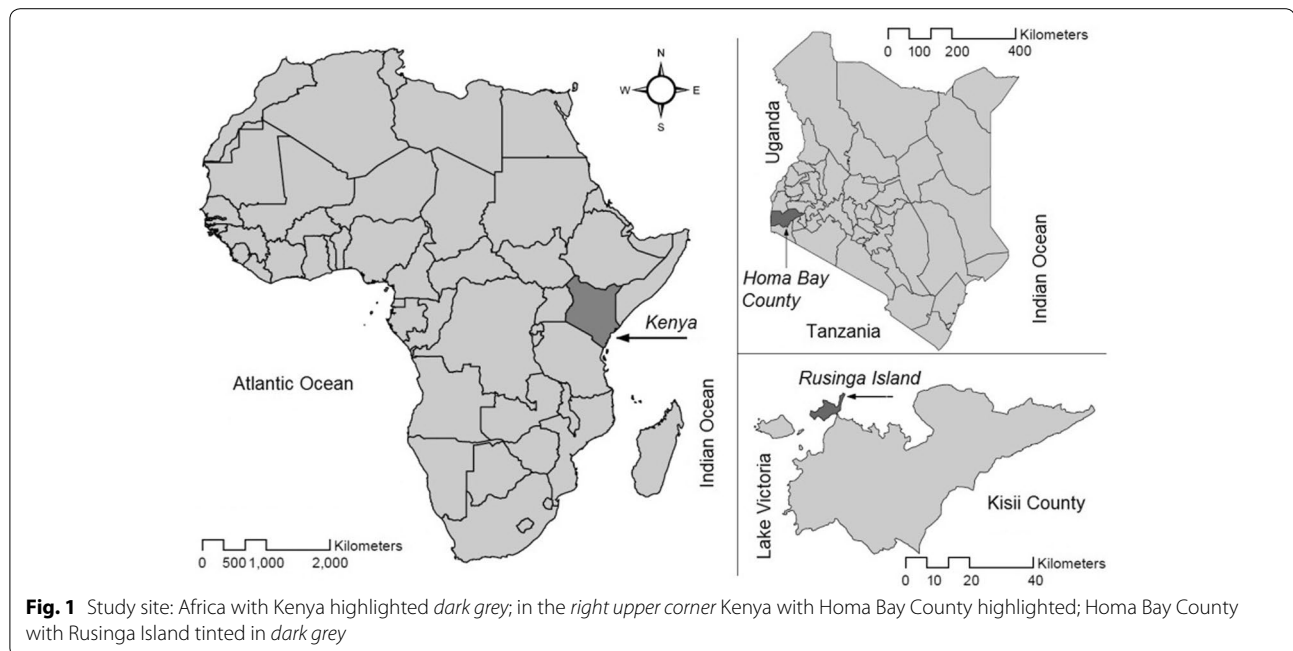 N
W E
S
Kenya
Atlantic Ocean
Indian Ocean
Kilometers
0 500 1,000 2,000
Kilometers
0 100 200 400
Uganda
Homa Bay
County
Tanzania
Indian Ocean
Rusinga Island
Lake Victoria
Kisii County
Kilometers
0 10 20 40
Fig. 1 Study site: Africa with Kenya highlighted dark grey; in the right upper corner Kenya with Homa Bay County highlighted; Homa Bay County
with Rusinga Island tinted in dark grey